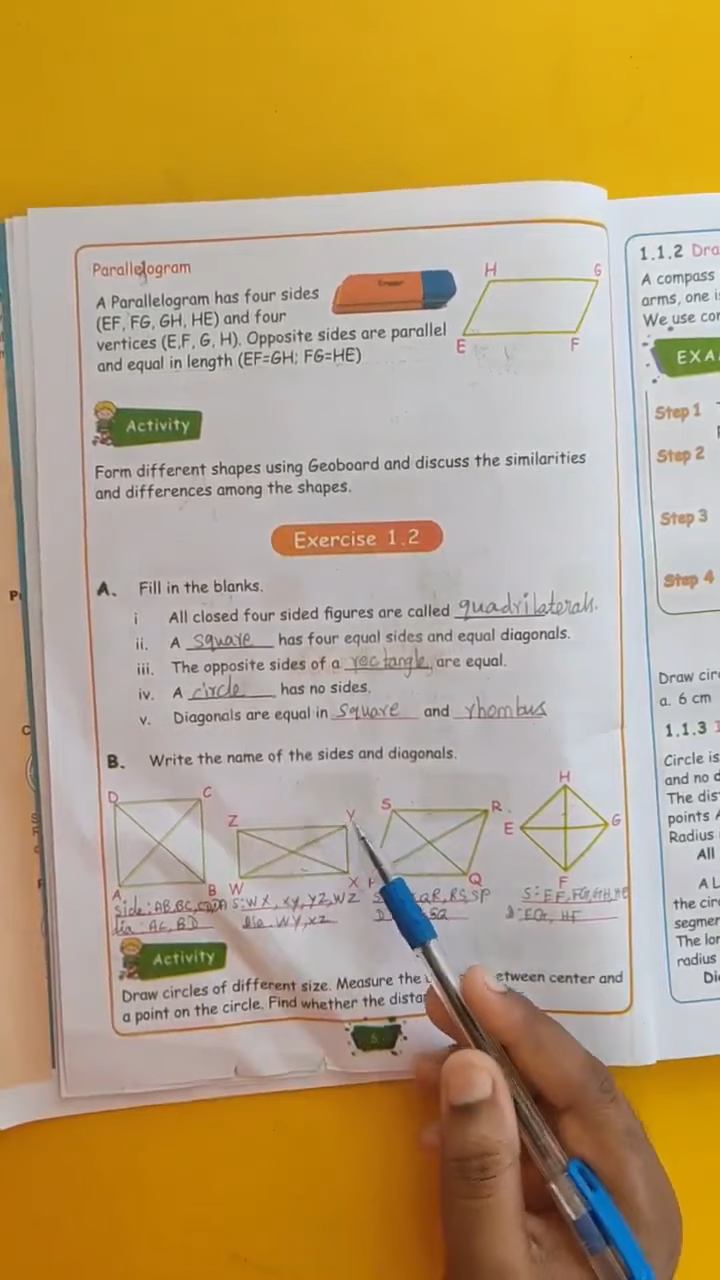 Parallelogram
A Parallelogram has four sides
(EF, FG, GH, HE) and four
vertices (E,F, G, H). Opposite sides are parallel
and equal in length (EF=GH; FG=HE)
Eraser
H G
E F
Activity
Form different shapes using Geoboard and discuss the similarities
and differences among the shapes.
Exercise 1.2
A. Fill in the blanks.
i All closed four sided figures are called quadrilaterals.
ii. A square has four equal sides and equal diagonals.
iii. The opposite sides of a rectangle are equal.
iv. A circle has no sides.
v. Diagonals are equal in square and rhombus
B. Write the name of the sides and diagonals.
D C
A B
Z Y
W X
S R
Q
H
E G
F
side: AB, BC,
dia: AC, BD
S: WX, XY, YZ, WZ
dia WY, XZ
QR, RS, SP
S: EF, FG, GH, HE
EG, HF
Activity
Draw circles of different size. Measure the between center and
a point on the circle. Find whether the
6
1.1.2 Dra
A compass
arms, one i
We use co
EXA
Step 1
Step 2
Step 3
Step 4
Draw cir
a. 6 cm
1.1.3
Circle is
and no d
The dis
points A
Radius
All
A L
the cir
segmen
The lo
radius
Di